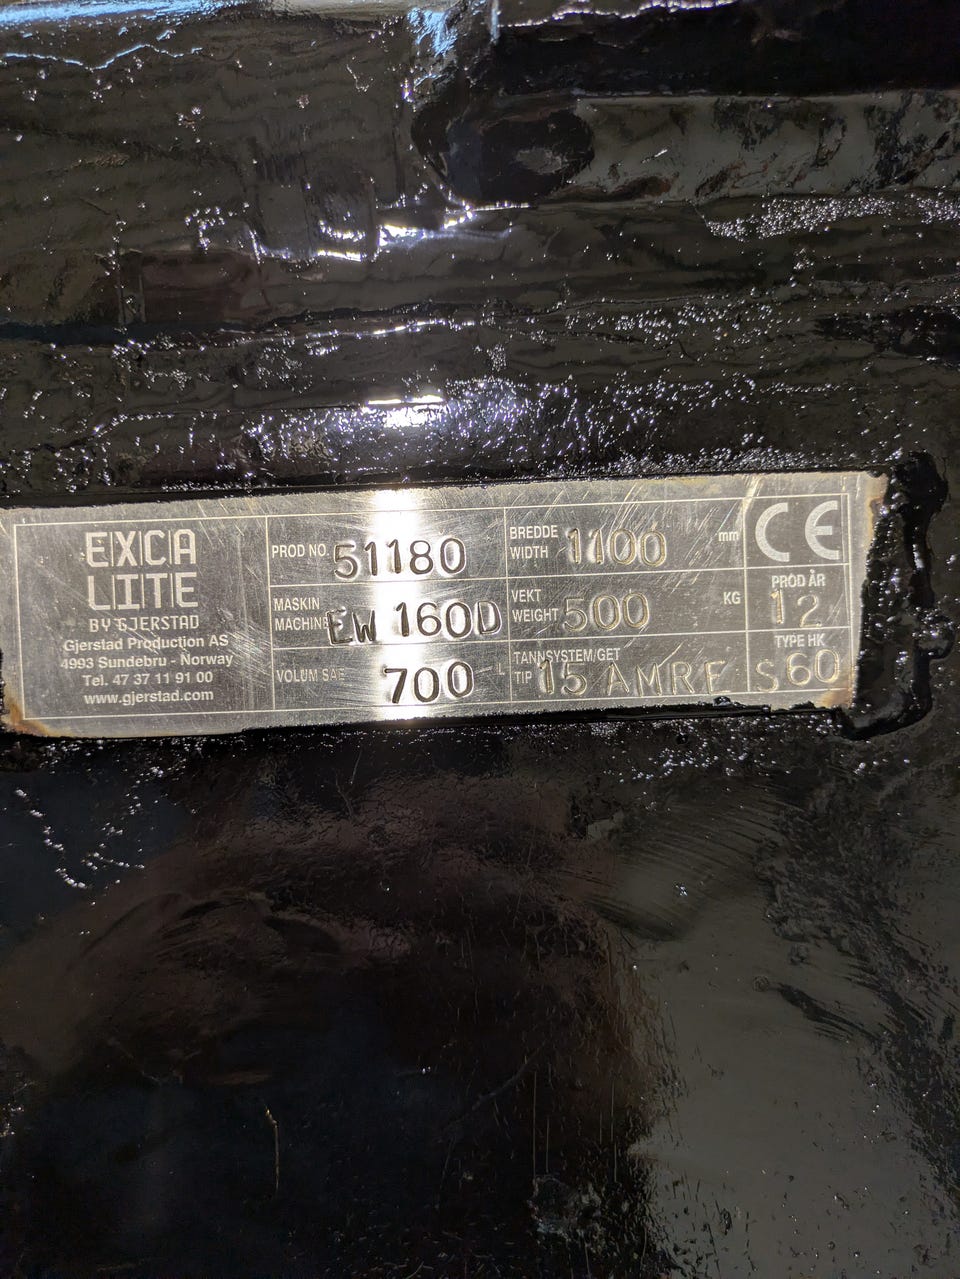 EXCA
LITE
BY GJERSTAD
Gjerstad Production AS
4993 Sundebru - Norway
Tel. 47 37 11 91 00
www.gjerstad.com
PROD NO. 51180
MASKIN
MACHINE EW 160D
VOLUM SAE 700 L
BREDDE
WIDTH 1100 mm
VEKT
WEIGHT 500 KG
TANNSYSTEM/GET
TIP 15 AMRF
CE
PROD ÅR
12
TYPE HK
S60